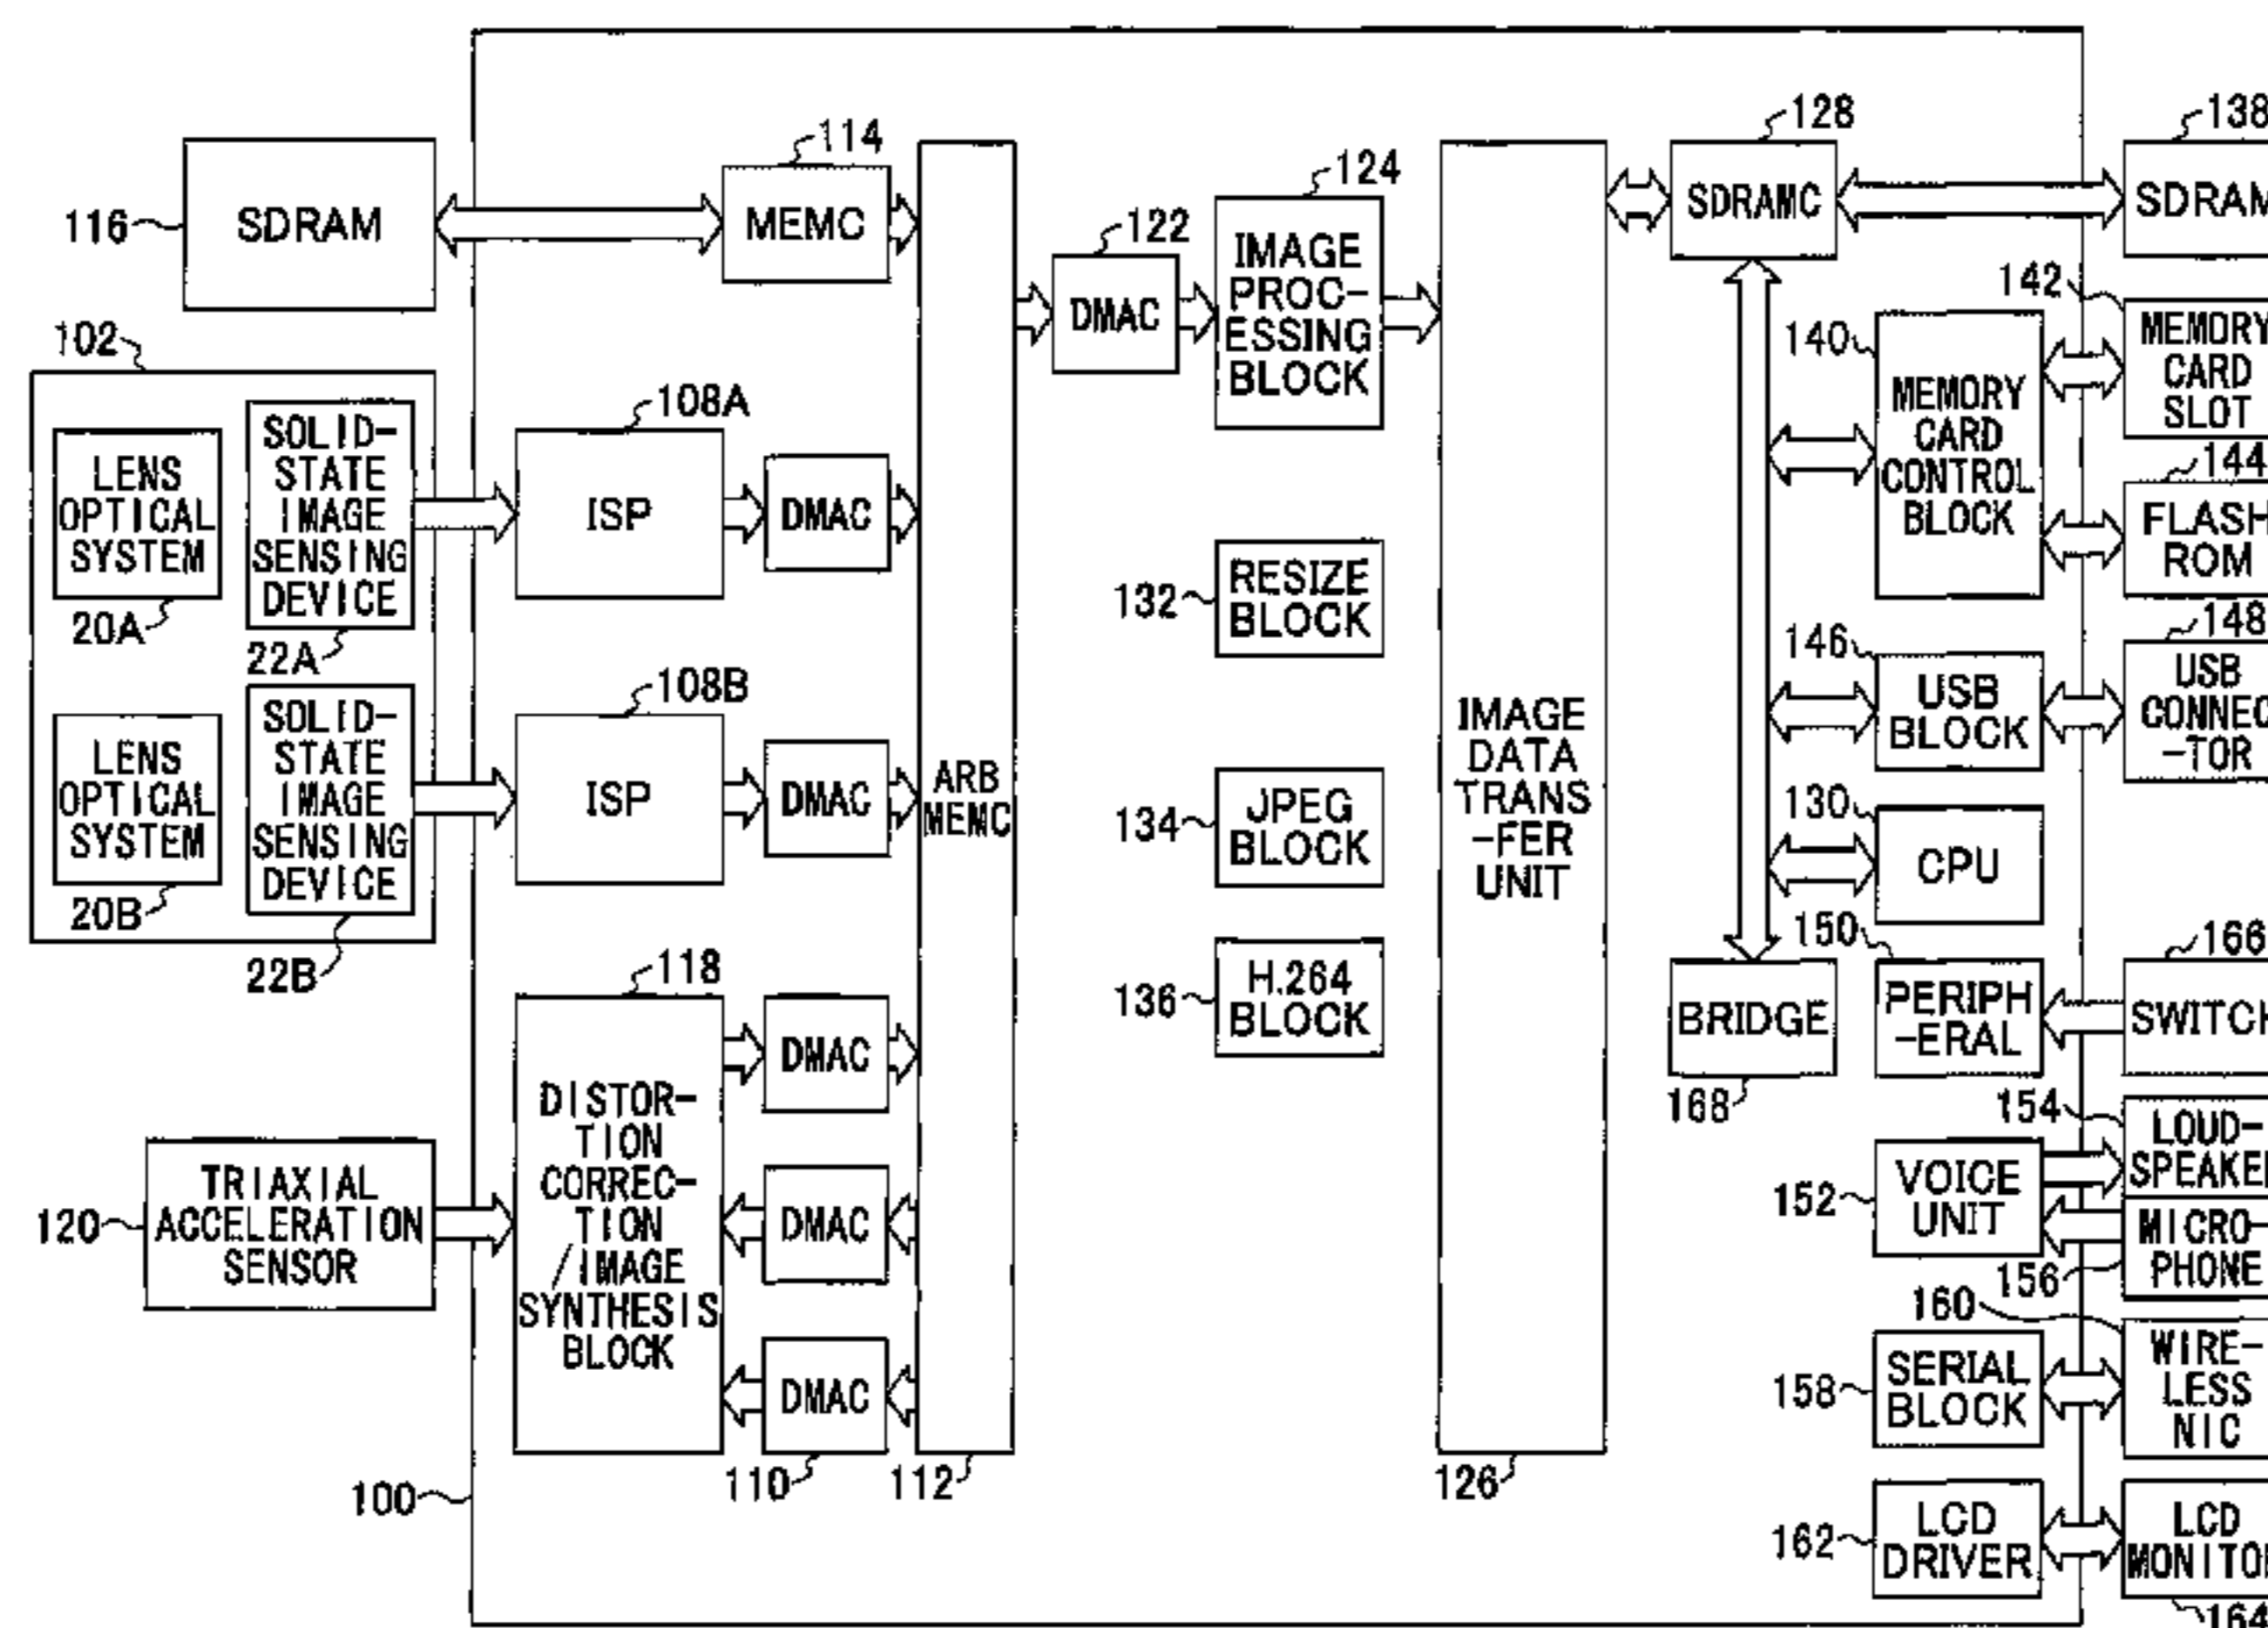 116
SDRAM
114
MEMC
102
LENS
OPTICAL
SYSTEM
20A
SOLID-
STATE
IMAGE
SENSING
DEVICE
22A
LENS
OPTICAL
SYSTEM
20B
SOLID-
STATE
IMAGE
SENSING
DEVICE
22B
108A
ISP
DMAC
108B
ISP
DMAC
118
DISTOR-
TION
CORREC-
TION
/IMAGE
SYNTHESIS
BLOCK
DMAC
DMAC
DMAC
110
120
TRIAXIAL
ACCELERATION
SENSOR
100
ARB
MEMC
112
122
DMAC
124
IMAGE
PROC-
ESSING
BLOCK
132
RESIZE
BLOCK
134
JPEG
BLOCK
136
H.264
BLOCK
IMAGE
DATA
TRANS
-FER
UNIT
126
128
SDRAMC
138
SDRAM
142
MEMORY
CARD
SLOT
140
MEMORY
CARD
CONTROL
BLOCK
144
FLASH
ROM
146
USB
BLOCK
148
USB
CONNEC
-TOR
130
CPU
BRIDGE
168
150
PERIPH
-ERAL
166
SWITCH
154
LOUD-
SPEAKER
152
VOICE
UNIT
MICRO-
PHONE
156
160
WIRE-
LESS
NIC
158
SERIAL
BLOCK
162
LCD
DRIVER
LCD
MONITOR
164